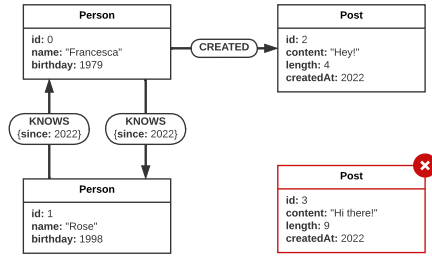 Person
id: 0
name: "Francesca"
birthday: 1979
CREATED
Post
id: 2
content: "Hey!"
length: 4
createdAt: 2022
KNOWS
{since: 2022}
KNOWS
{since: 2022}
Person
id: 1
name: "Rose"
birthday: 1998
Post
id: 3
content: "Hi there!"
length: 9
createdAt: 2022